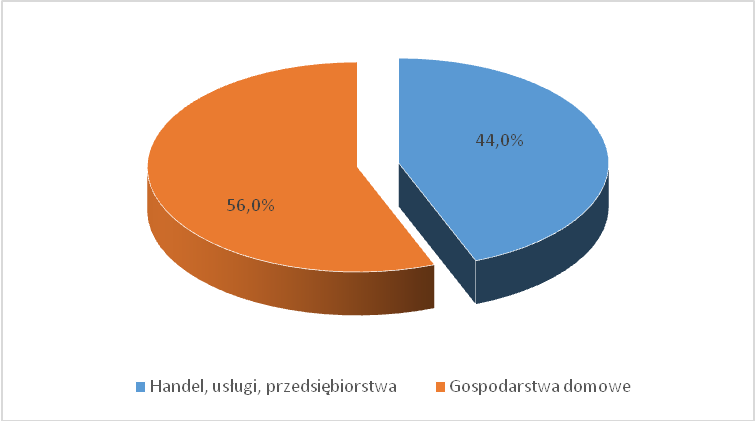 44,0%
56,0%
Handel, usługi, przedsiębiorstwa
Gospodarstwa domowe